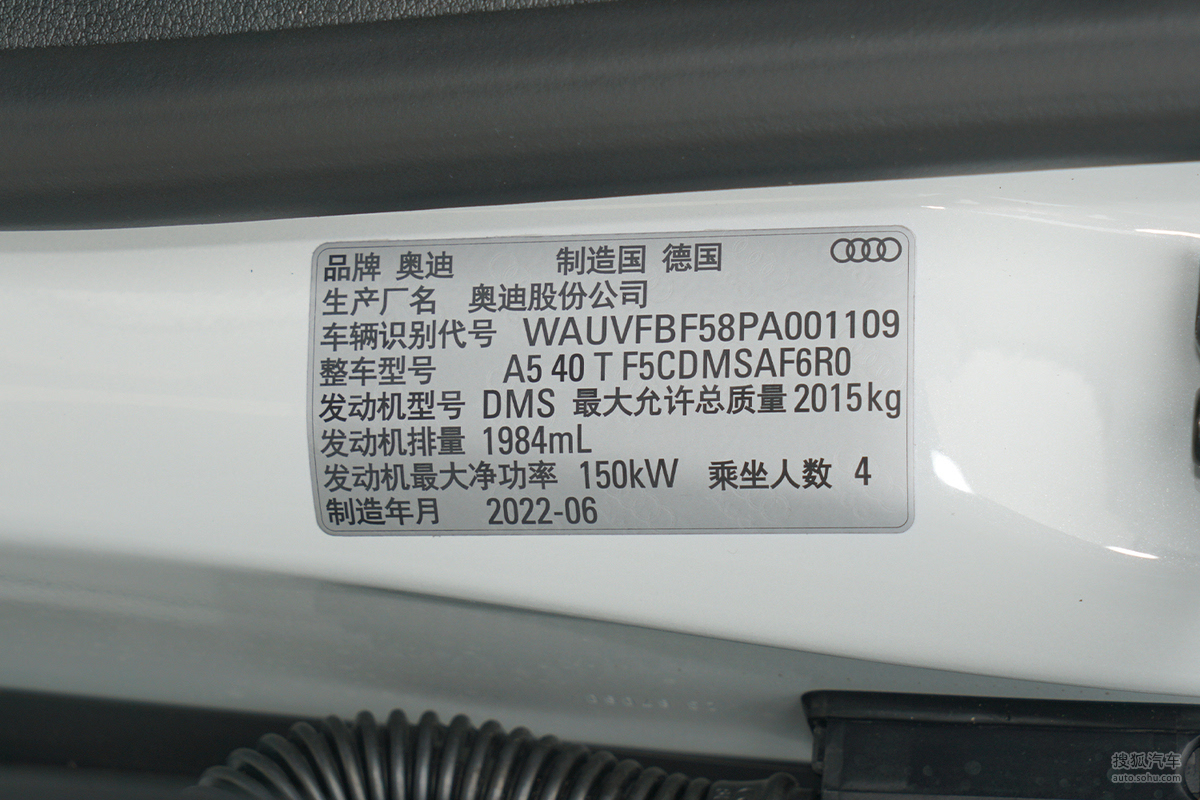 品牌 奥迪 制造国 德国
生产厂名 奥迪股份公司
车辆识别代号 WAUVFBF58PA001109
整车型号 A5 40 T F5CDMSAF6R0
发动机型号 DMS 最大允许总质量 2015kg
发动机排量 1984mL
发动机最大净功率 150kW 乘坐人数 4
制造年月 2022-06
搜狐汽车
auto.sohu.com